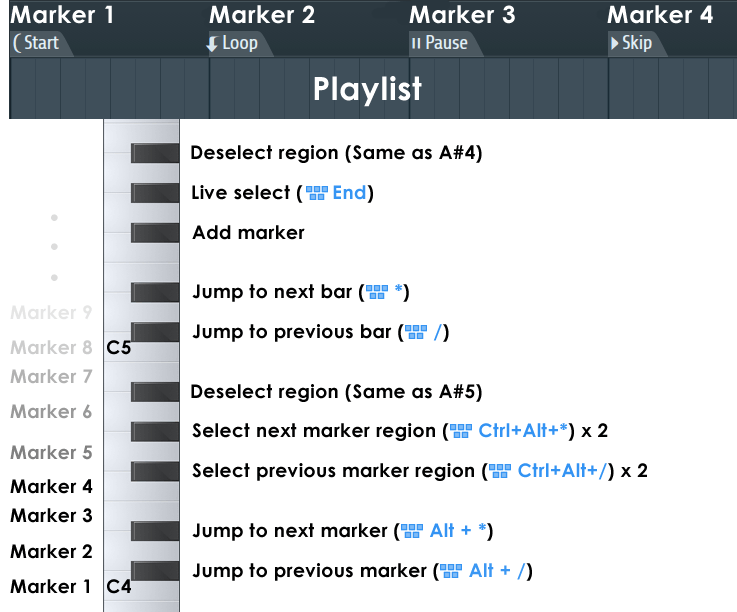 Marker 1 Marker 2 Marker 3 Marker 4
Start Loop Pause Skip
Playlist
Deselect region (Same as A#4)
Live select ( End)
Add marker
Jump to next bar ( *)
Marker 9
Jump to previous bar ( /)
Marker 8 C5
Marker 7
Deselect region (Same as A#5)
Marker 6
Select next marker region ( Ctrl+Alt+*) x 2
Marker 5
Select previous marker region ( Ctrl+Alt+/) x 2
Marker 4
Marker 3
Jump to next marker ( Alt + *)
Marker 2
Jump to previous marker ( Alt + /)
Marker 1 C4